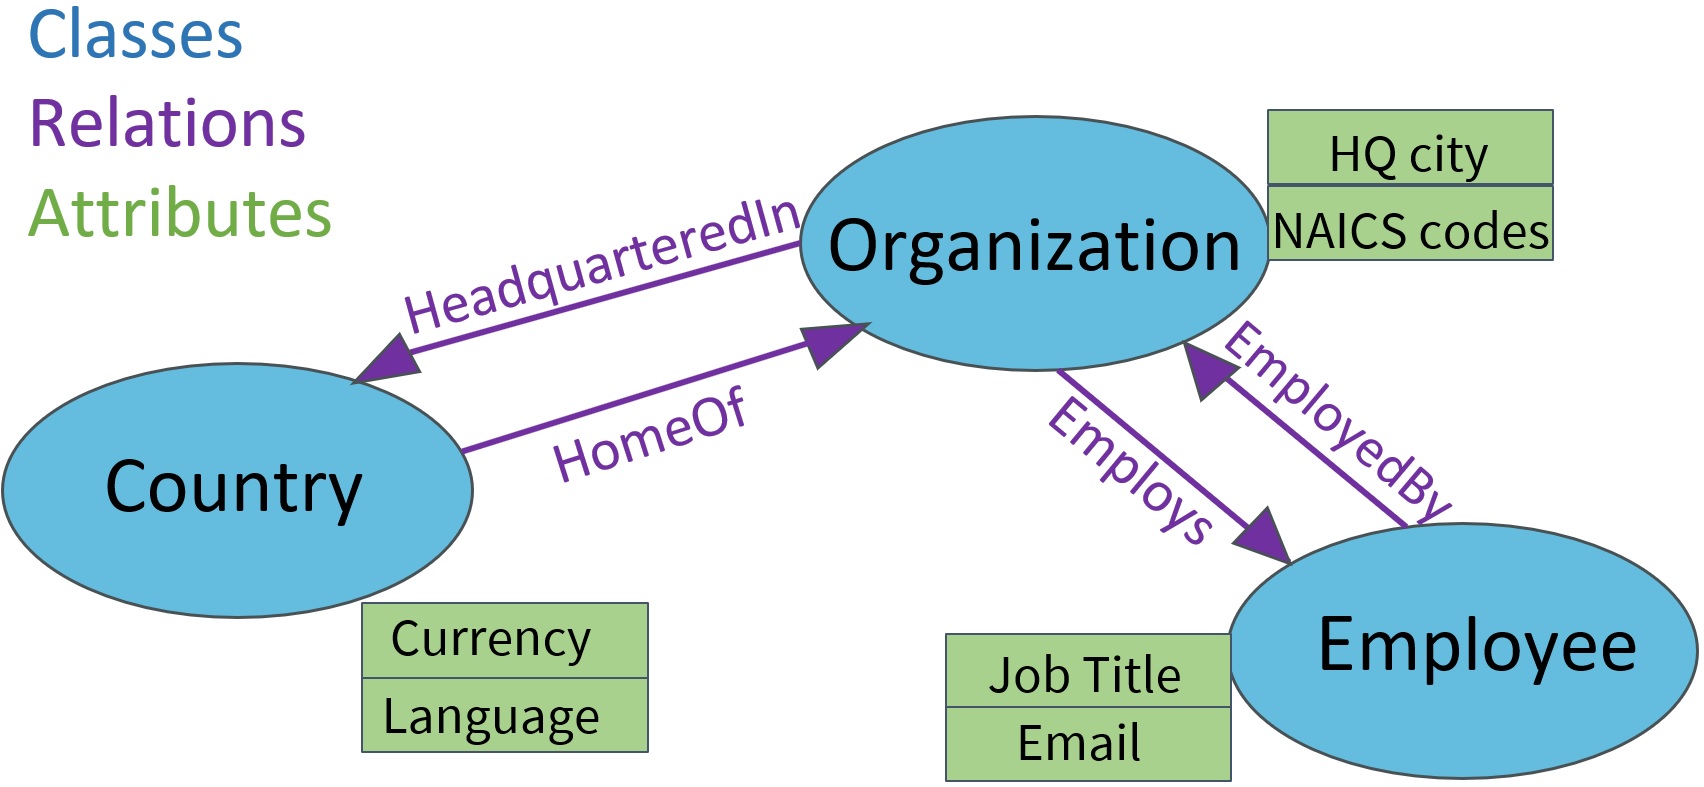 Classes
Relations
Attributes
HQ city
NAICS codes
Organization
HeadquarteredIn
HomeOf
EmployedBy
Employs
Country
Currency
Language
Employee
Job Title
Email